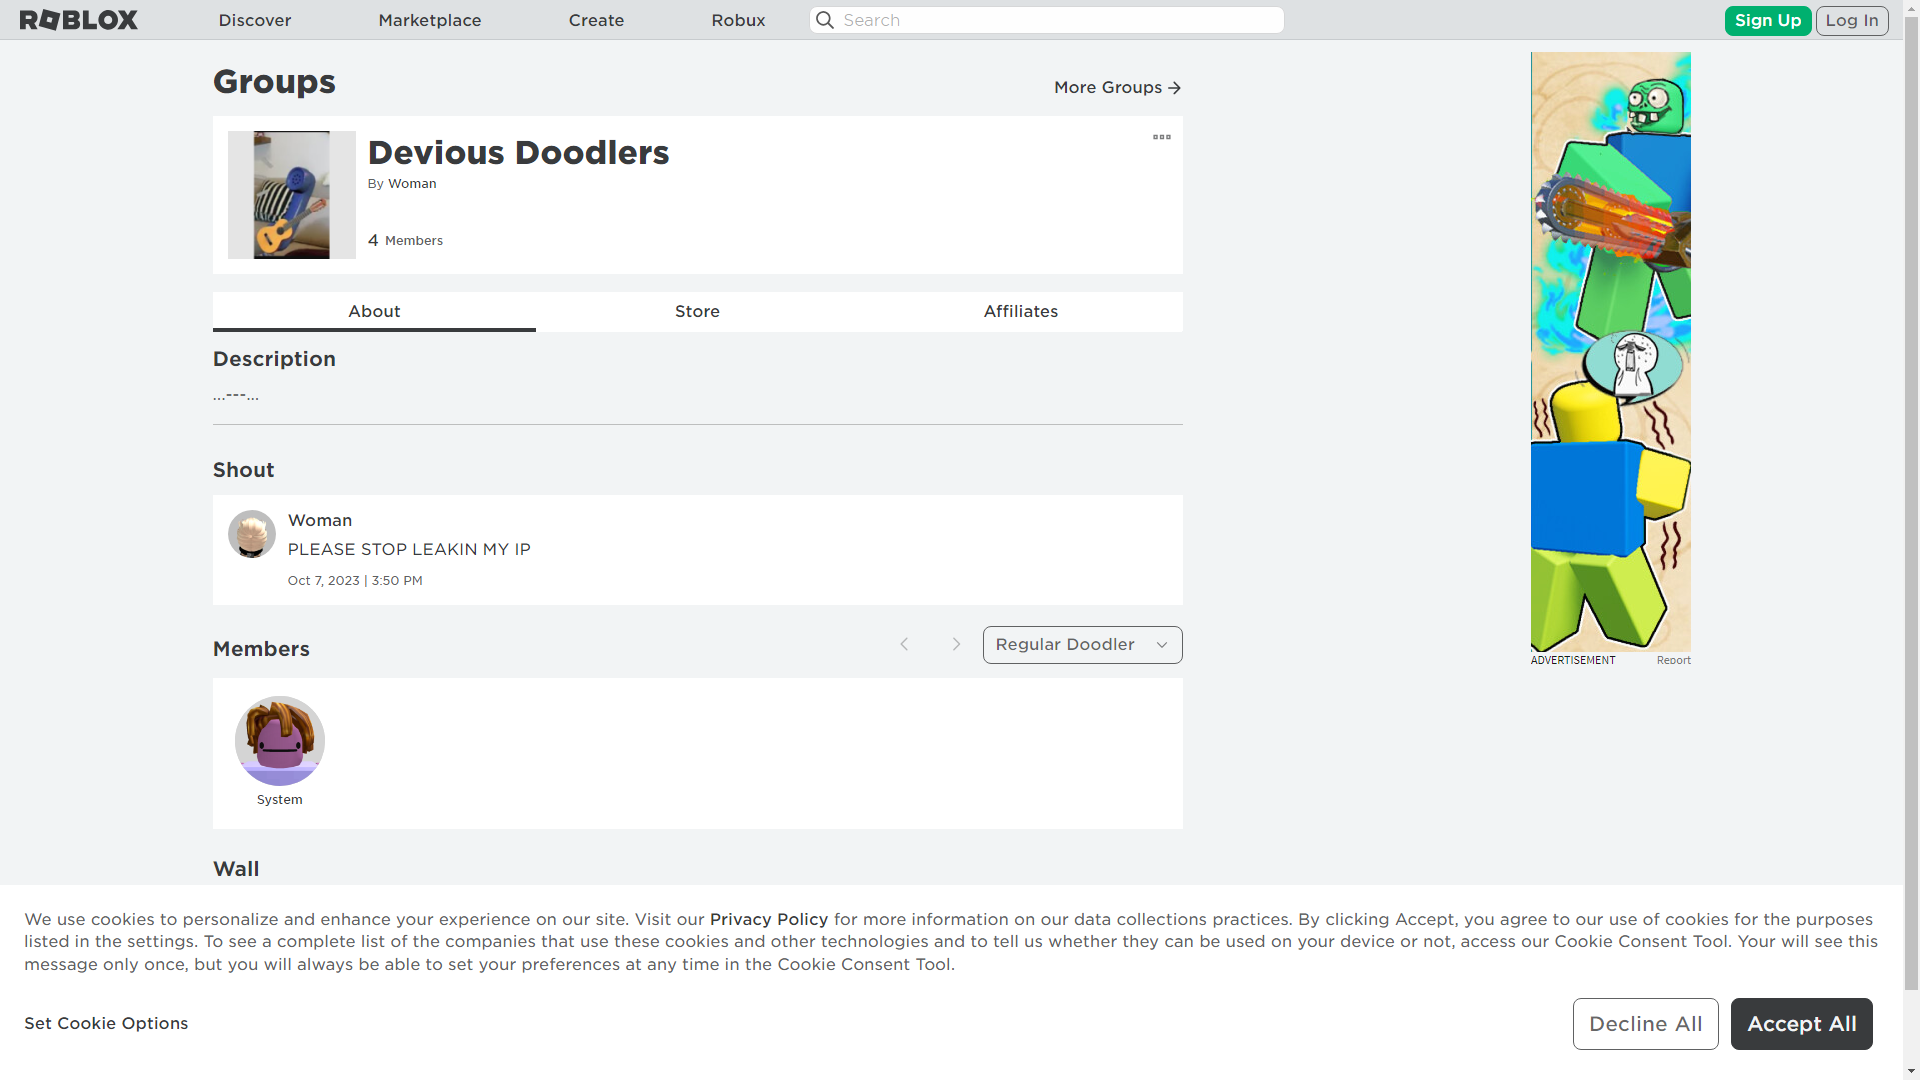 ROBLOX
Discover
Marketplace
Create
Robux
Search
Sign Up
Log In
Groups
More Groups
Devious Doodlers
By Woman
4 Members
About
Store
Affiliates
Description
...---...
Shout
Woman
PLEASE STOP LEAKIN MY IP
Oct 7, 2023 | 3:50 PM
Members
Regular Doodler
System
Wall
ADVERTISEMENT
Report
We use cookies to personalize and enhance your experience on our site. Visit our Privacy Policy for more information on our data collections practices. By clicking Accept, you agree to our use of cookies for the purposes
listed in the settings. To see a complete list of the companies that use these cookies and other technologies and to tell us whether they can be used on your device or not, access our Cookie Consent Tool. Your will see this
message only once, but you will always be able to set your preferences at any time in the Cookie Consent Tool.
Set Cookie Options
Decline All
Accept All